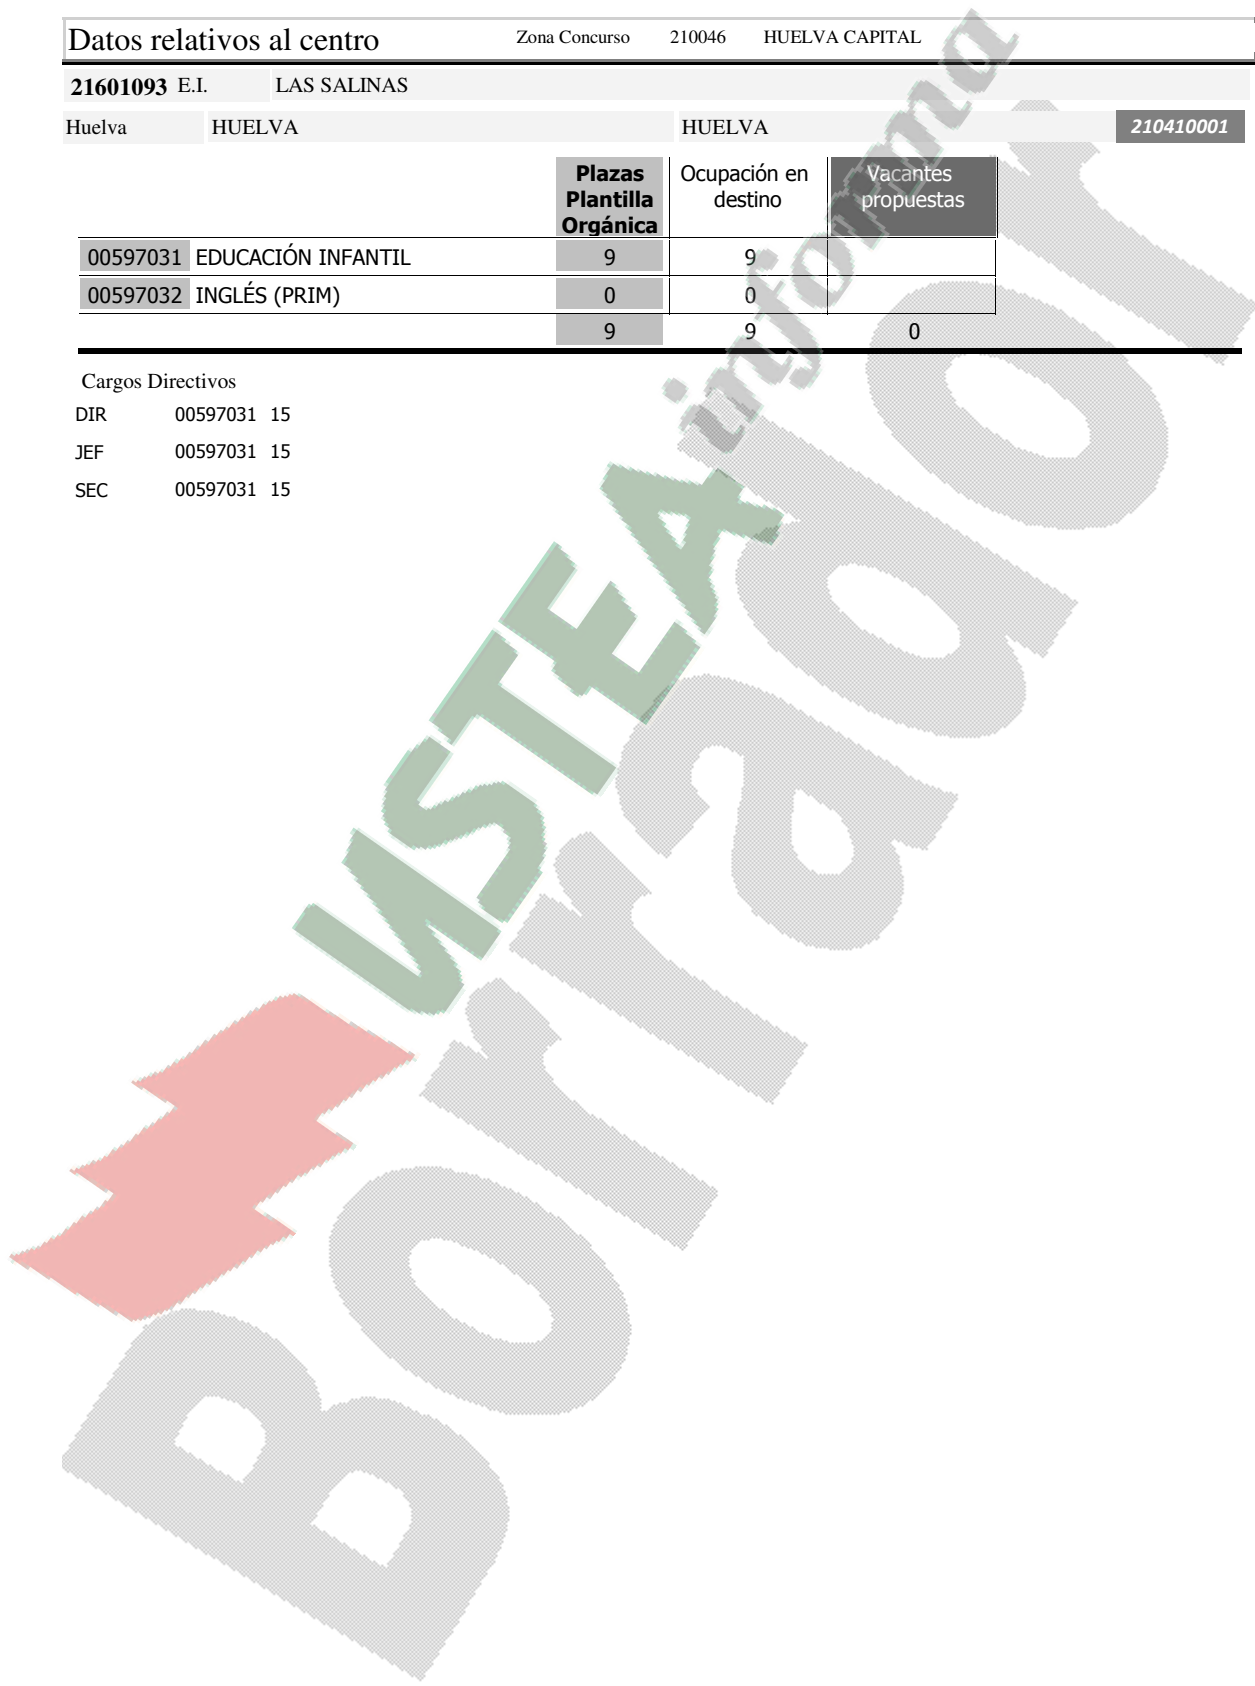 Datos relativos al centro Zona Concurso 210046 HUELVA CAPITAL
21601093 E.I. LAS SALINAS
Huelva HUELVA HUELVA 210410001
Plazas Plantilla Orgánica Ocupación en destino Vacantes propuestas
00597031 EDUCACIÓN INFANTIL 9 9
00597032 INGLÉS (PRIM) 0 0
9 9 0
Cargos Directivos
DIR 00597031 15
JEF 00597031 15
SEC 00597031 15
USTEA informa
Borrador